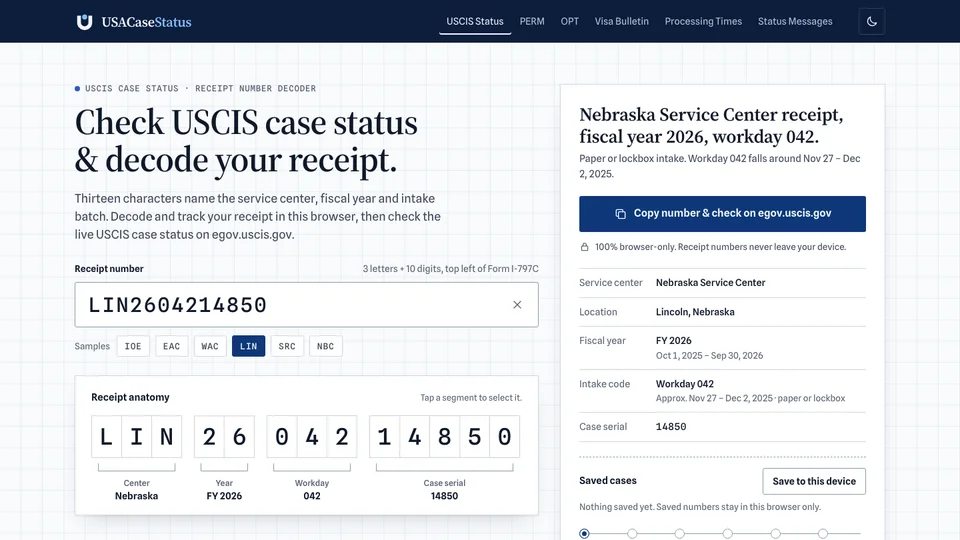 USACaseStatus
USCIS Status PERM OPT Visa Bulletin Processing Times Status Messages
USCIS CASE STATUS · RECEIPT NUMBER DECODER
Check USCIS case status
& decode your receipt.
Thirteen characters name the service center, fiscal year and intake
batch. Decode and track your receipt in this browser, then check the
live USCIS case status on egov.uscis.gov.
Receipt number 3 letters + 10 digits, top left of Form I-797C
LIN2604214850
Samples IOE EAC WAC LIN SRC NBC
Receipt anatomy Tap a segment to select it.
L I N 2 6 0 4 2 1 4 8 5 0
Center Year Workday Case serial
Nebraska FY 2026 042 14850
Nebraska Service Center receipt,
fiscal year 2026, workday 042.
Paper or lockbox intake. Workday 042 falls around Nov 27 – Dec
2, 2025.
Copy number & check on egov.uscis.gov
100% browser-only. Receipt numbers never leave your device.
Service center Nebraska Service Center
Location Lincoln, Nebraska
Fiscal year FY 2026
Oct 1, 2025 – Sep 30, 2026
Intake code Workday 042
Approx. Nov 27 – Dec 2, 2025 · paper or lockbox
Case serial 14850
Saved cases Save to this device
Nothing saved yet. Saved numbers stay in this browser only.